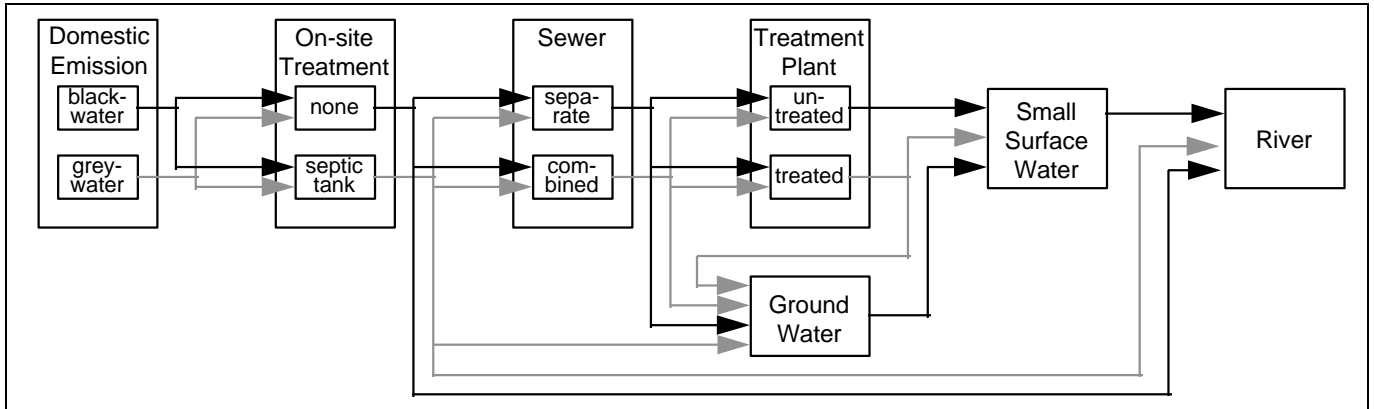 Domestic
Emission
black-
water
grey-
water
On-site
Treatment
none
septic
tank
Sewer
sepa-
rate
com-
bined
Treatment
Plant
un-
treated
treated
Ground
Water
Small
Surface
Water
River